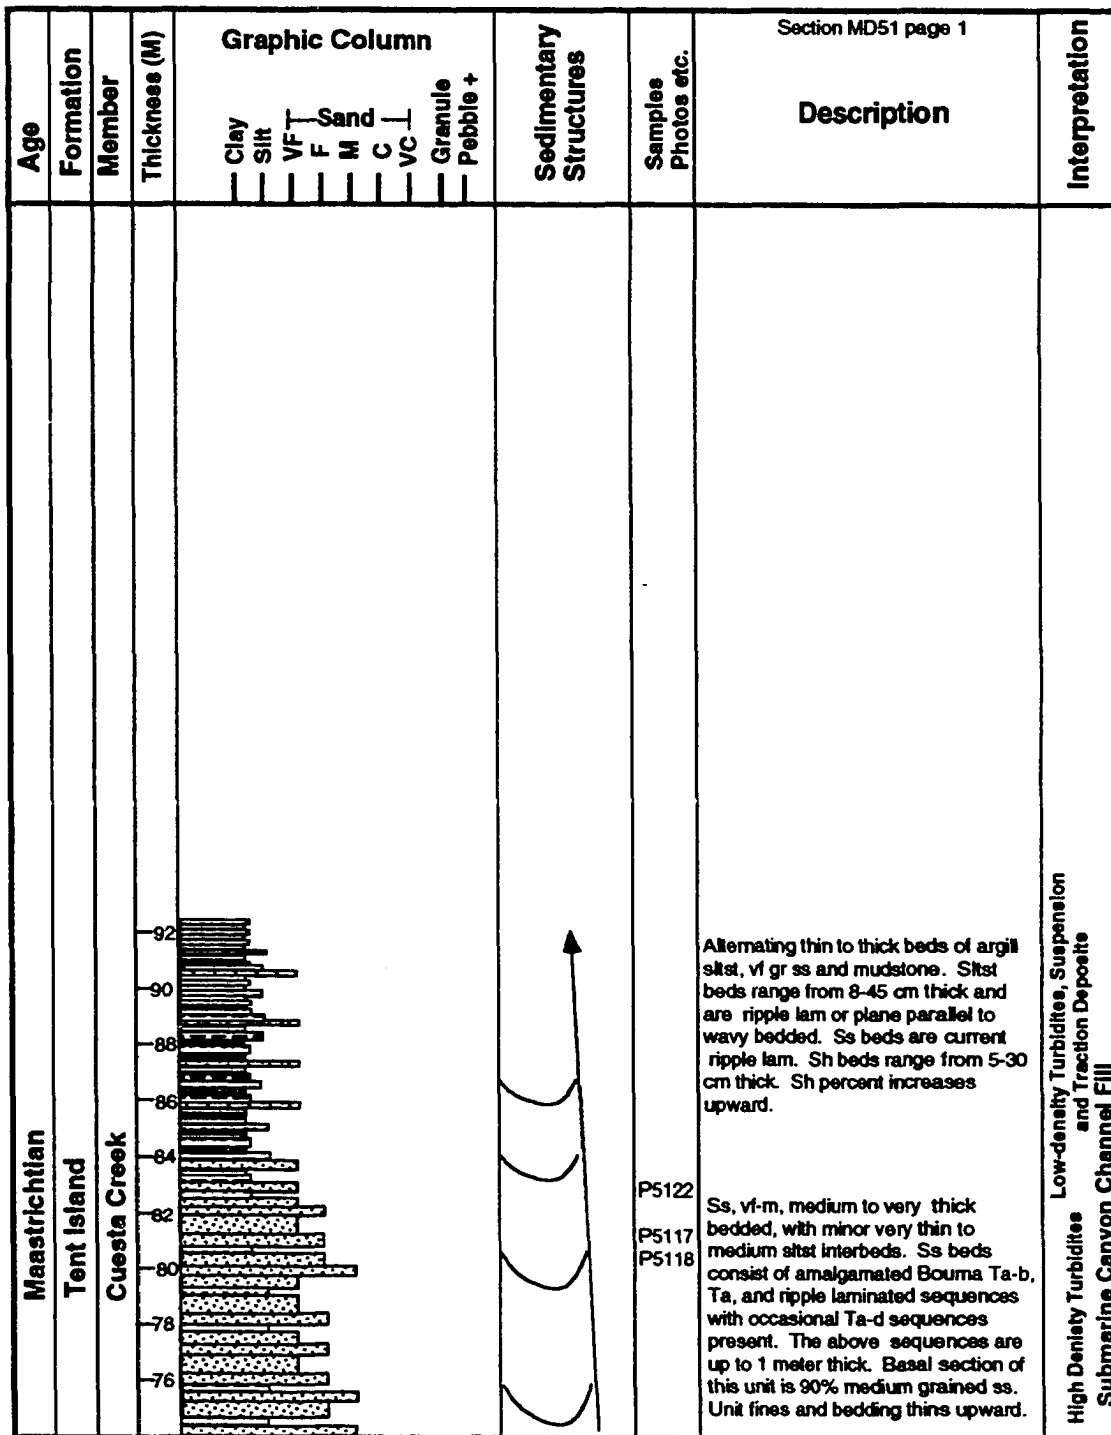 Section MD51 page 1
Age
Formation
Member
Thickness (M)
Graphic Column
Clay
Silt
VF
Sand
F
M
C
VC
Granule
Pebble +
Sedimentary
Structures
Samples
Photos etc.
Description
Interpretation
92
90
88
86
84
82
80
78
76
Maastrichtian
Tent Island
Cuesta Creek
P5122
P5117
P5118
Alternating thin to thick beds of argill
sltst, vf gr ss and mudstone. Sltst
beds range from 8-45 cm thick and
are ripple lam or plane parallel to
wavy bedded. Ss beds are current
ripple lam. Sh beds range from 5-30
cm thick. Sh percent increases
upward.
Ss, vf-m, medium to very thick
bedded, with minor very thin to
medium sltst interbeds. Ss beds
consist of amalgamated Bouma Ta-b,
Ta, and ripple laminated sequences
with occasional Ta-d sequences
present. The above sequences are
up to 1 meter thick. Basal section of
this unit is 90% medium grained ss.
Unit fines and bedding thins upward.
Low-density Turbidites, Suspension
and Traction Deposits
High Density Turbidites
Submarine Canyon Channel Fill